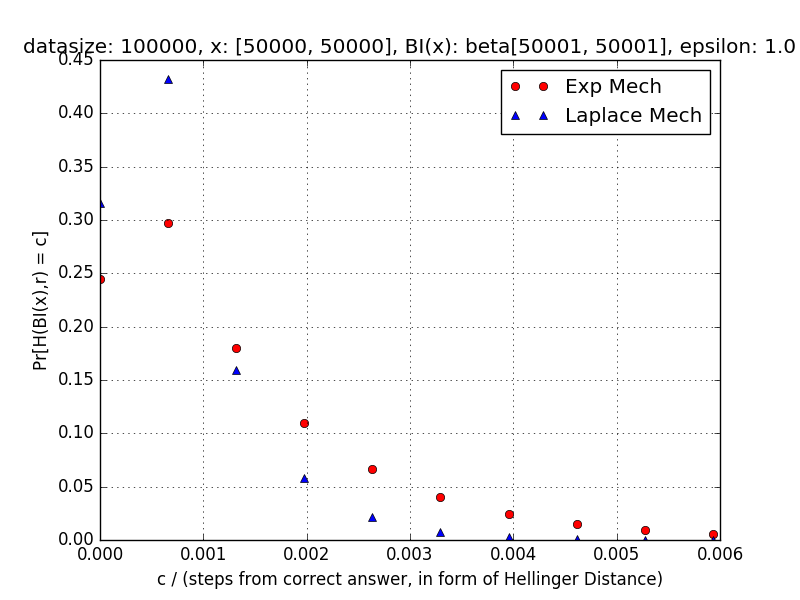 datasize: 100000, x: [50000, 50000], BI(x): beta[50001, 50001], epsilon: 1.0
Exp Mech
Laplace Mech
0.45
0.40
0.35
0.30
0.25
0.20
0.15
0.10
0.05
0.00
Pr[H(BI(x),r) = c]
0.000 0.001 0.002 0.003 0.004 0.005 0.006
c / (steps from correct answer, in form of Hellinger Distance)